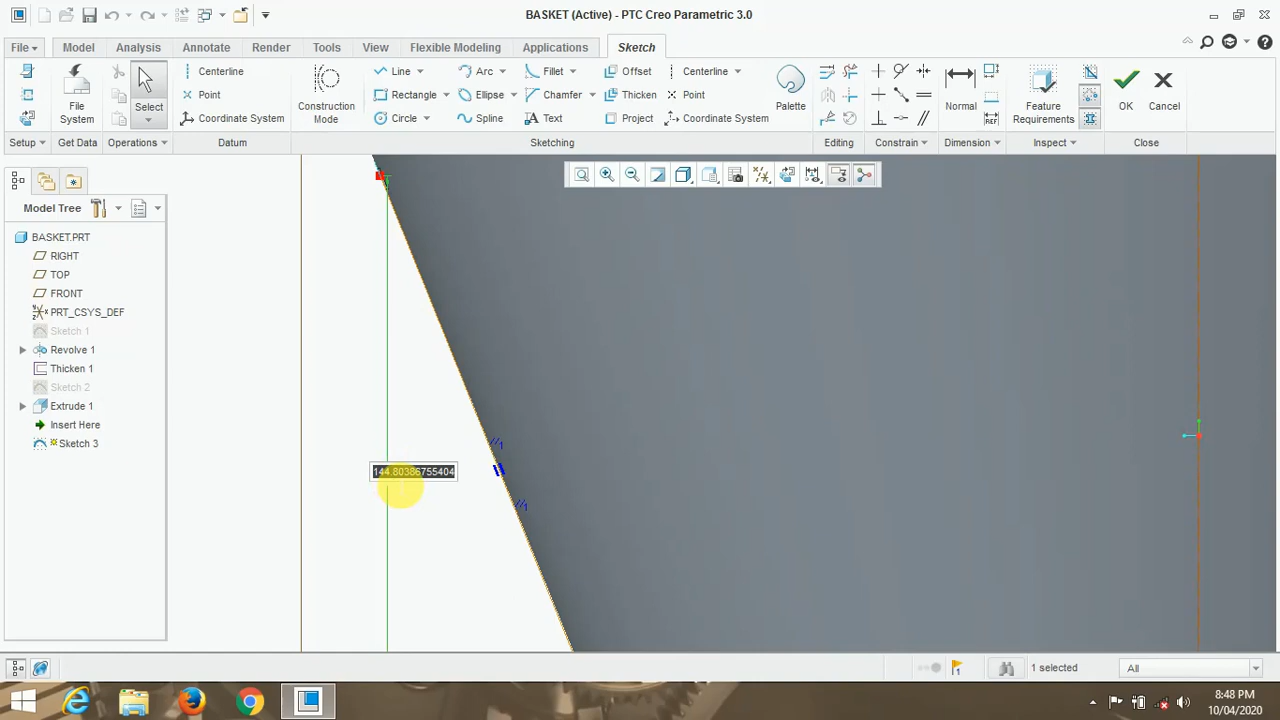 BASKET (Active) - PTC Creo Parametric 3.0
File Model Analysis Annotate Render Tools View Flexible Modeling Applications Sketch
Centerline Line Arc Fillet Offset Centerline
Point Rectangle Ellipse Chamfer Thicken Point
Coordinate System Circle Spline Text Project Coordinate System
File System Select Construction Mode Palette Normal Feature Requirements OK Cancel
Setup Get Data Operations Datum Sketching Editing Constrain Dimension Inspect Close
Model Tree
BASKET.PRT
RIGHT
TOP
FRONT
PRT_CSYS_DEF
Sketch 1
Revolve 1
Thicken 1
Sketch 2
Extrude 1
Insert Here
Sketch 3
144.80386755404
1 selected All
8:48 PM
10/04/2020